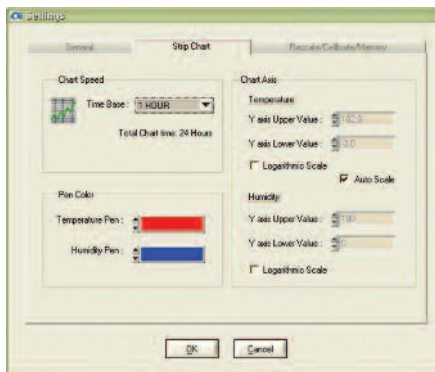 Settings
General
Strip Chart
Rescale/Calibrate/Memory
Chart Speed
Time Base :
1 HOUR
Total Chart time: 24 Hours
Pen Color
Temperature Pen :
Humidity Pen :
Chart Axis
Temperature
Y axis Upper Value :
Y axis Lower Value :
Logarithmic Scale
Auto Scale
Humidity
Y axis Upper Value :
100
Y axis Lower Value :
Logarithmic Scale
OK
Cancel